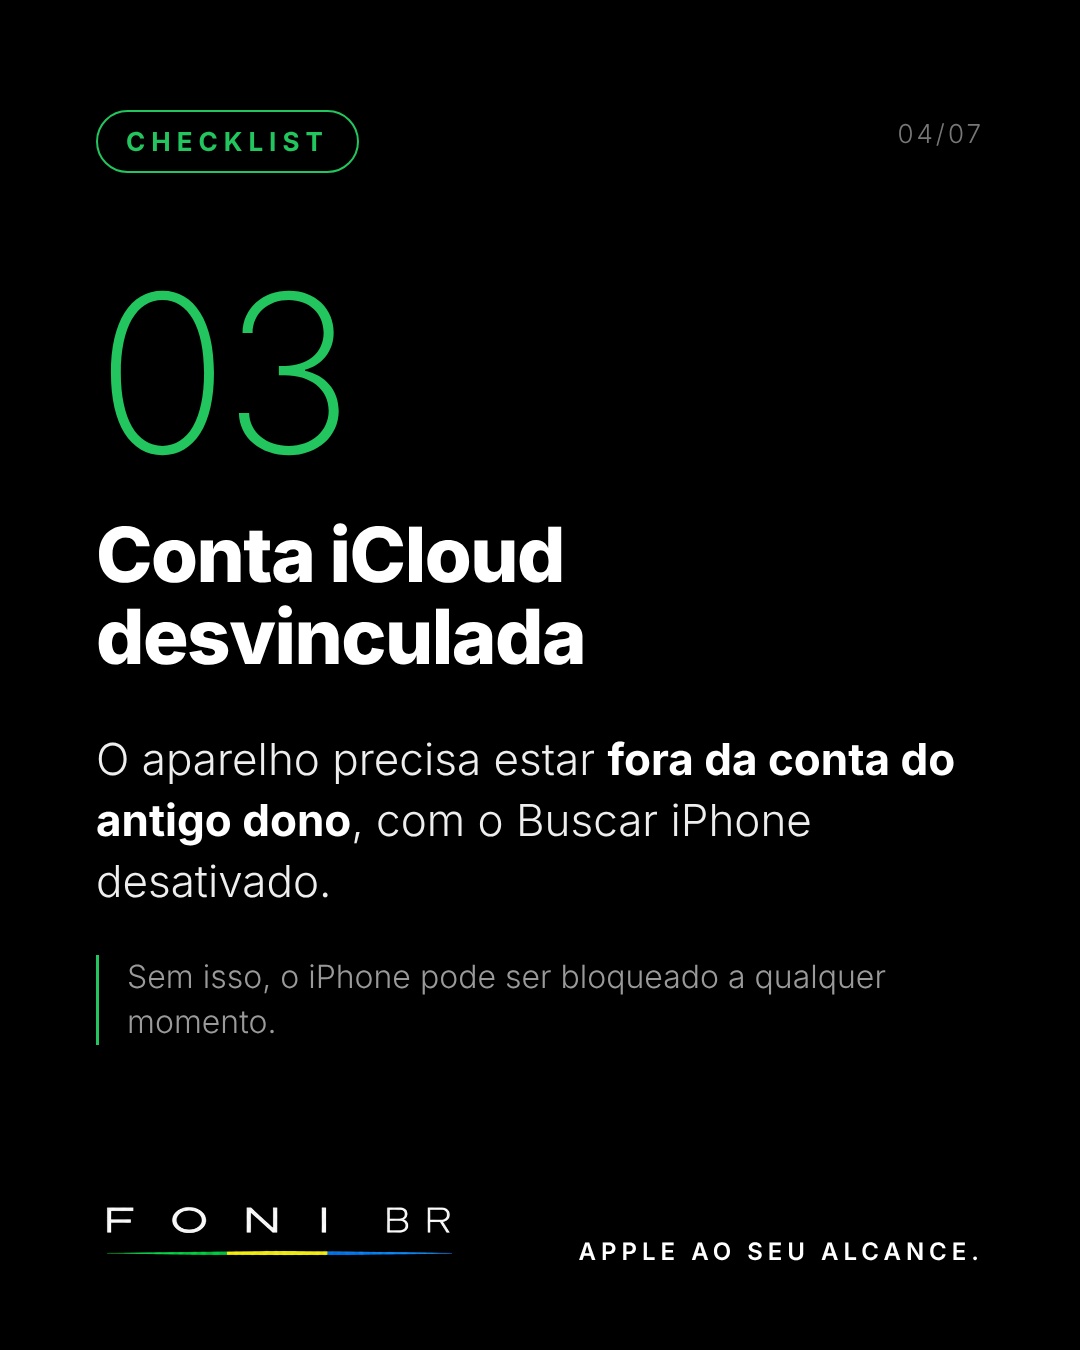 CHECKLIST
04/07
03
Conta iCloud
desvinculada
O aparelho precisa estar fora da conta do
antigo dono, com o Buscar iPhone
desativado.
Sem isso, o iPhone pode ser bloqueado a qualquer
momento.
FONI BR
APPLE AO SEU ALCANCE.